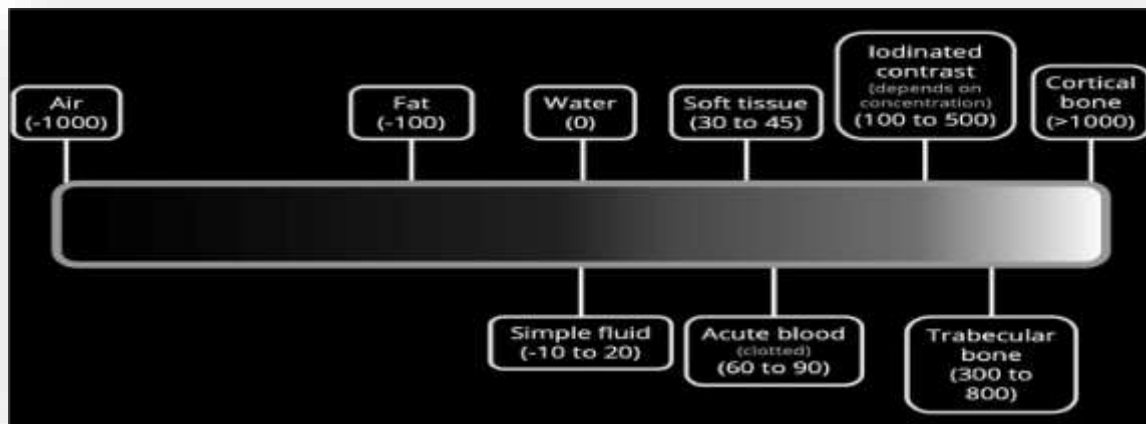 Air
(-1000)
Fat
(-100)
Water
(0)
Soft tissue
(30 to 45)
Iodinated
contrast
(depends on
concentration)
(100 to 500)
Cortical
bone
(>1000)
Simple fluid
(-10 to 20)
Acute blood
(clotted)
(60 to 90)
Trabecular
bone
(300 to
800)